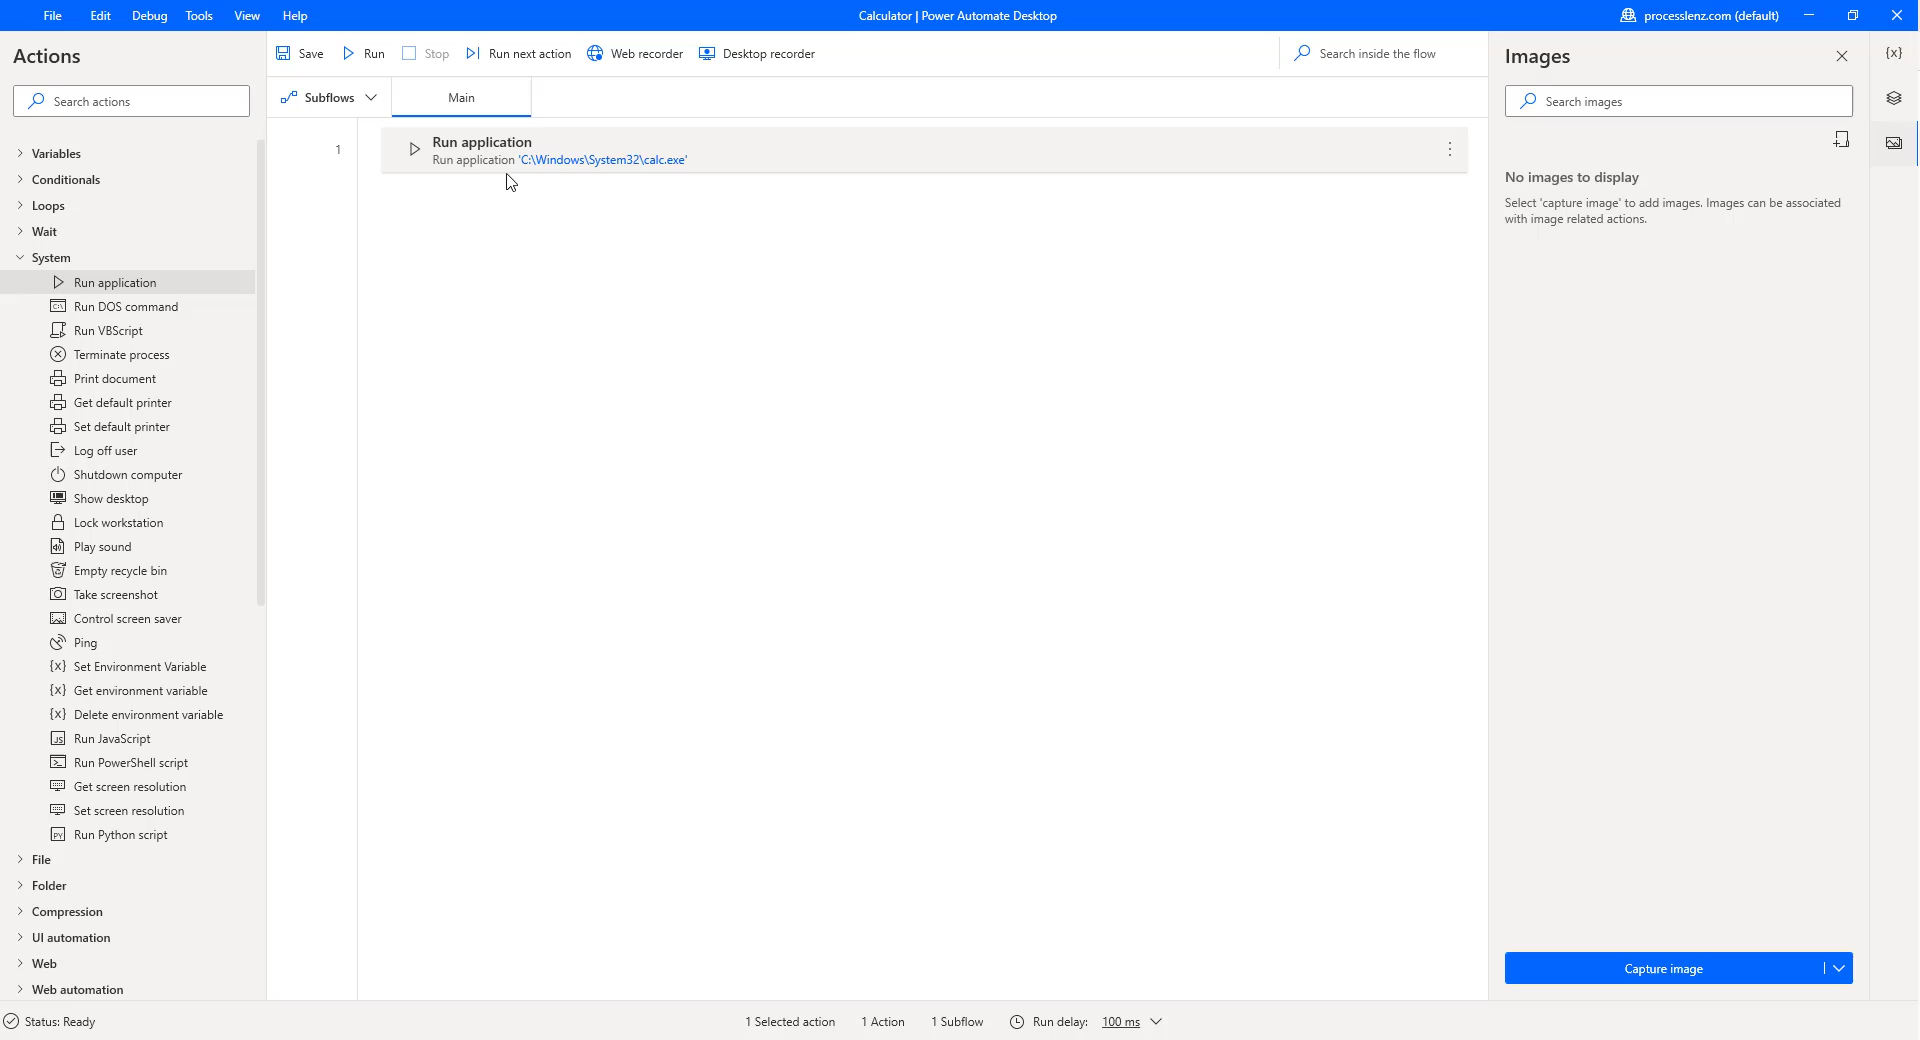 File Edit Debug Tools View Help
Calculator | Power Automate Desktop
processlenz.com (default)
Actions
Search actions
Variables
Conditionals
Loops
Wait
System
Run application
Run DOS command
Run VBScript
Terminate process
Print document
Get default printer
Set default printer
Log off user
Shutdown computer
Show desktop
Lock workstation
Play sound
Empty recycle bin
Take screenshot
Control screen saver
Ping
{x} Set Environment Variable
{x} Get environment variable
{x} Delete environment variable
JS Run JavaScript
Run PowerShell script
Get screen resolution
Set screen resolution
PY Run Python script
File
Folder
Compression
UI automation
Web
Web automation
Save Run Stop Run next action Web recorder Desktop recorder
Search inside the flow
Subflows Main
1
Run application
Run application 'C:\Windows\System32\calc.exe'
Images
{x}
Search images
No images to display
Select 'capture image' to add images. Images can be associated
with image related actions.
Capture image
Status: Ready
1 Selected action 1 Action 1 Subflow Run delay: 100 ms